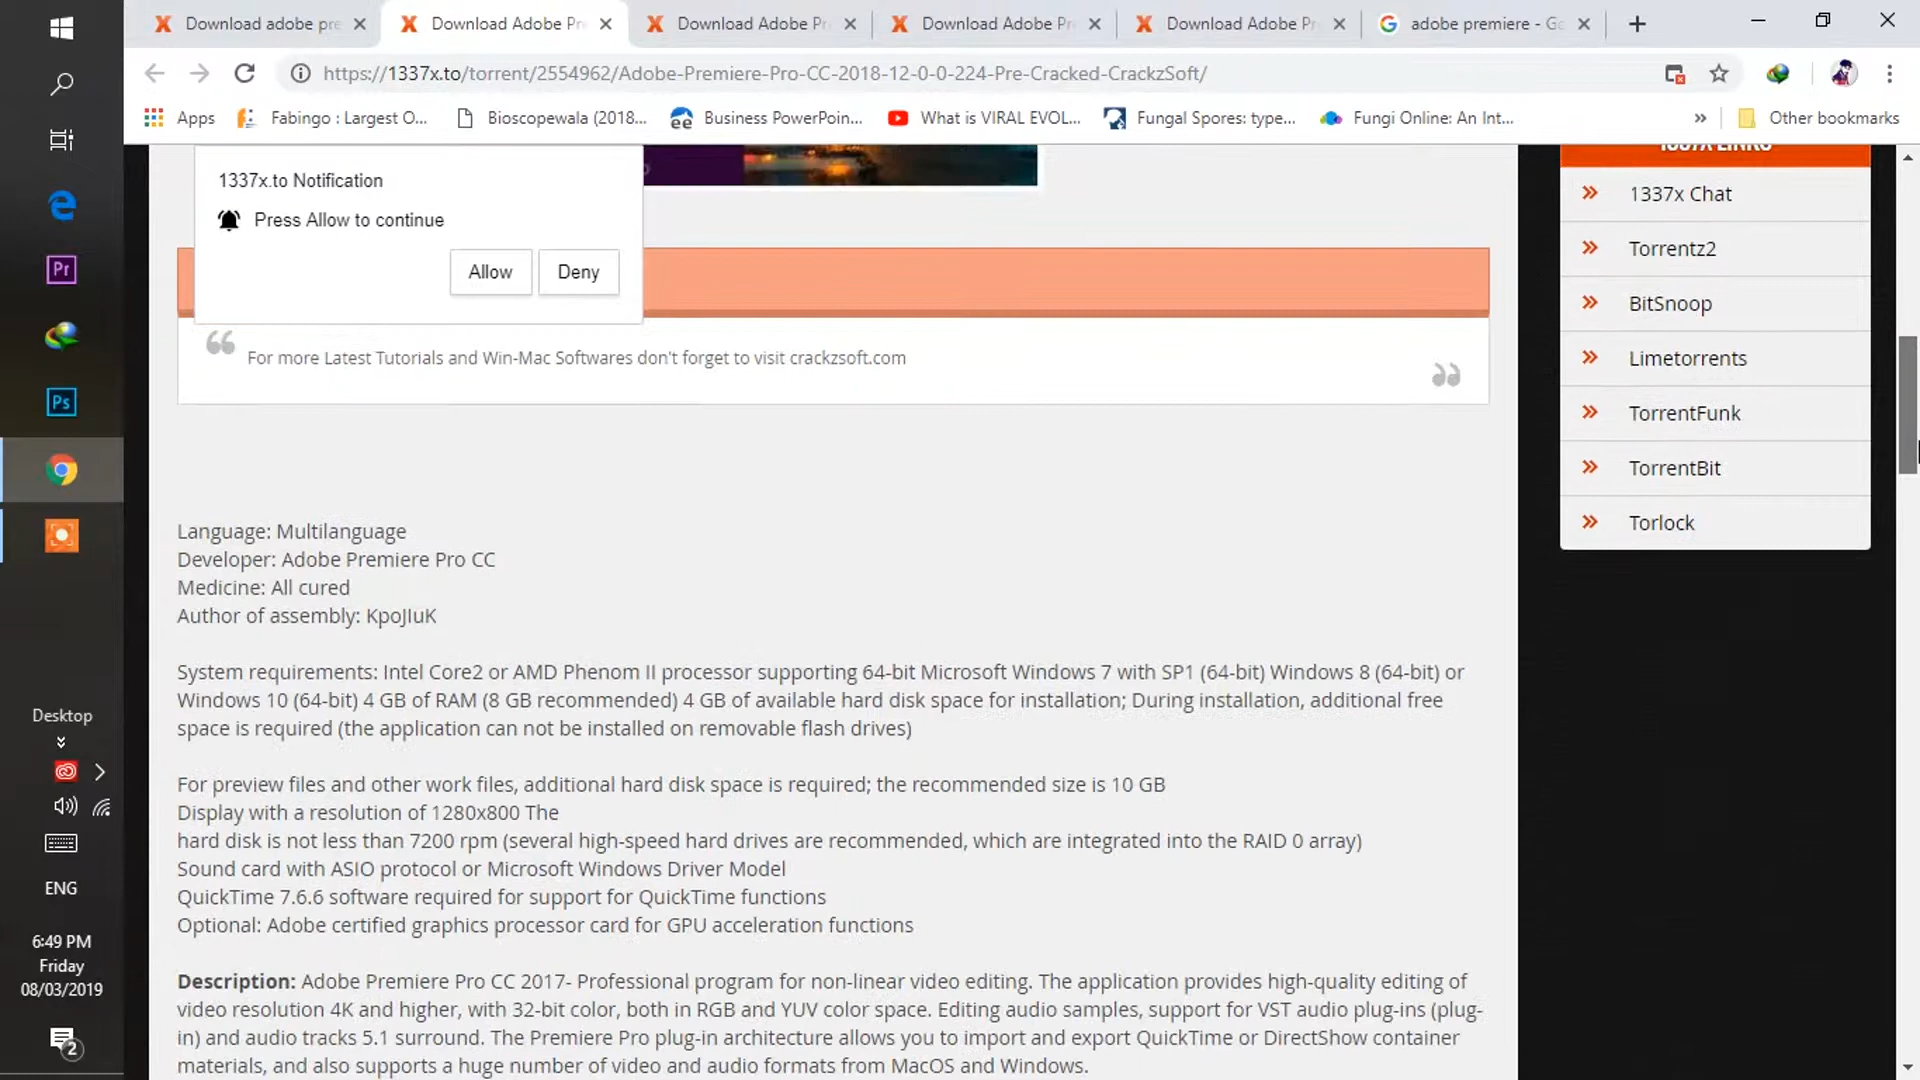 Download adobe pre
Download Adobe Pr
Download Adobe Pr
Download Adobe Pr
Download Adobe Pr
adobe premiere - Go
https://1337x.to/torrent/2554962/Adobe-Premiere-Pro-CC-2018-12-0-0-224-Pre-Cracked-CrackzSoft/
Apps
Fabingo : Largest O...
Bioscopewala (2018...
Business PowerPoin...
What is VIRAL EVOL...
Fungal Spores: type...
Fungi Online: An Int...
»
Other bookmarks
1337x.to Notification
Press Allow to continue
Allow
Deny
For more Latest Tutorials and Win-Mac Softwares don't forget to visit crackzsoft.com
Language: Multilanguage
Developer: Adobe Premiere Pro CC
Medicine: All cured
Author of assembly: KpoJIuK
System requirements: Intel Core2 or AMD Phenom II processor supporting 64-bit Microsoft Windows 7 with SP1 (64-bit) Windows 8 (64-bit) or
Windows 10 (64-bit) 4 GB of RAM (8 GB recommended) 4 GB of available hard disk space for installation; During installation, additional free
space is required (the application can not be installed on removable flash drives)
For preview files and other work files, additional hard disk space is required; the recommended size is 10 GB
Display with a resolution of 1280x800 The
hard disk is not less than 7200 rpm (several high-speed hard drives are recommended, which are integrated into the RAID 0 array)
Sound card with ASIO protocol or Microsoft Windows Driver Model
QuickTime 7.6.6 software required for support for QuickTime functions
Optional: Adobe certified graphics processor card for GPU acceleration functions
Description: Adobe Premiere Pro CC 2017- Professional program for non-linear video editing. The application provides high-quality editing of
video resolution 4K and higher, with 32-bit color, both in RGB and YUV color space. Editing audio samples, support for VST audio plug-ins (plug-
in) and audio tracks 5.1 surround. The Premiere Pro plug-in architecture allows you to import and export QuickTime or DirectShow container
materials, and also supports a huge number of video and audio formats from MacOS and Windows.
1337X LINKS
1337x Chat
Torrentz2
BitSnoop
Limetorrents
TorrentFunk
TorrentBit
Torlock
Pr
Ps
Desktop
ENG
6:49 PM
Friday
08/03/2019
2